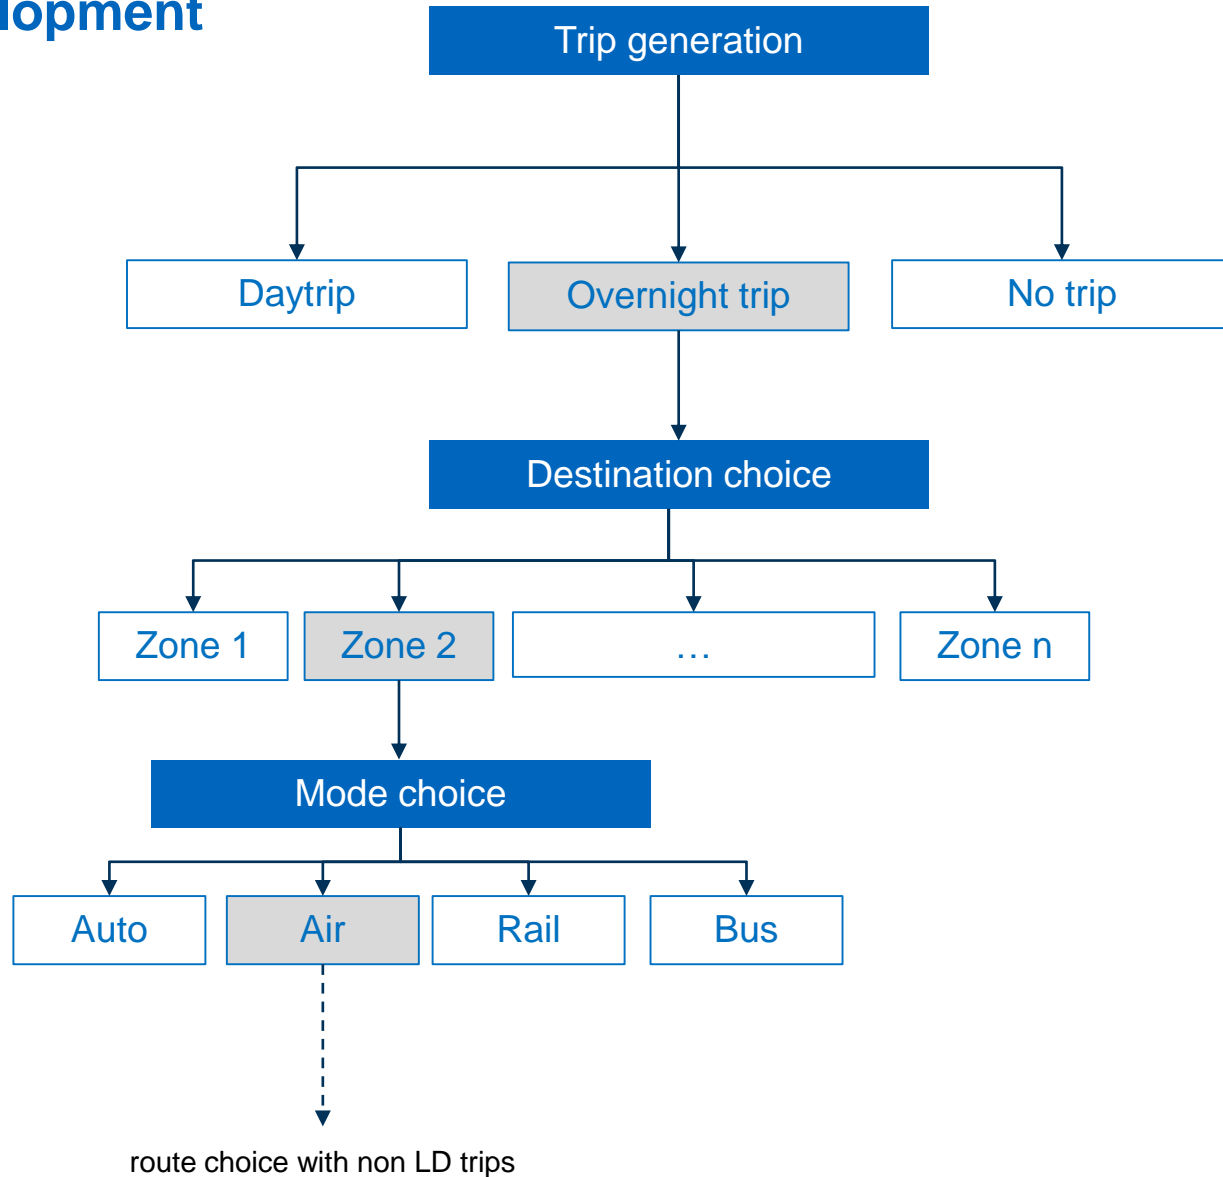 lopment
Trip generation
Daytrip
Overnight trip
No trip
Destination choice
Zone 1
Zone 2
...
Zone n
Mode choice
Auto
Air
Rail
Bus
route choice with non LD trips